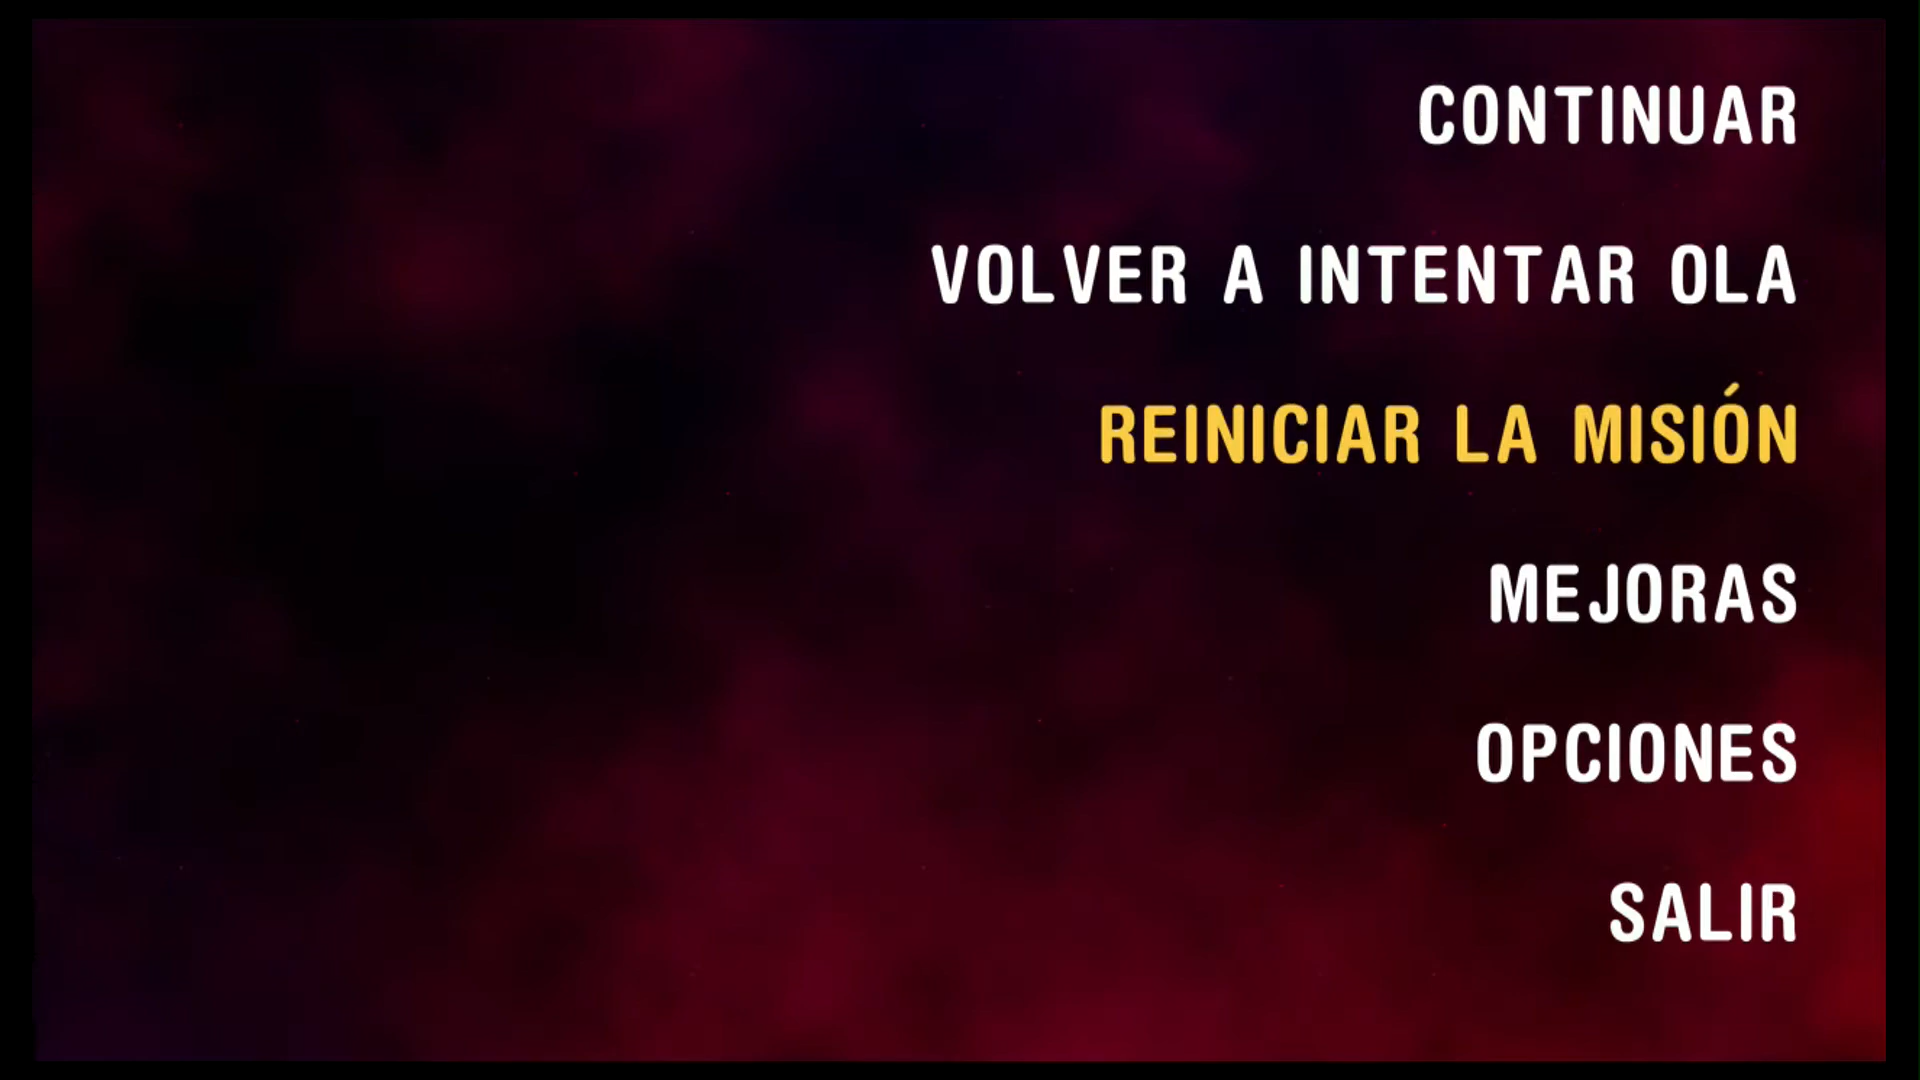 CONTINUAR
VOLVER A INTENTAR OLA
REINICIAR LA MISIÓN
MEJORAS
OPCIONES
SALIR